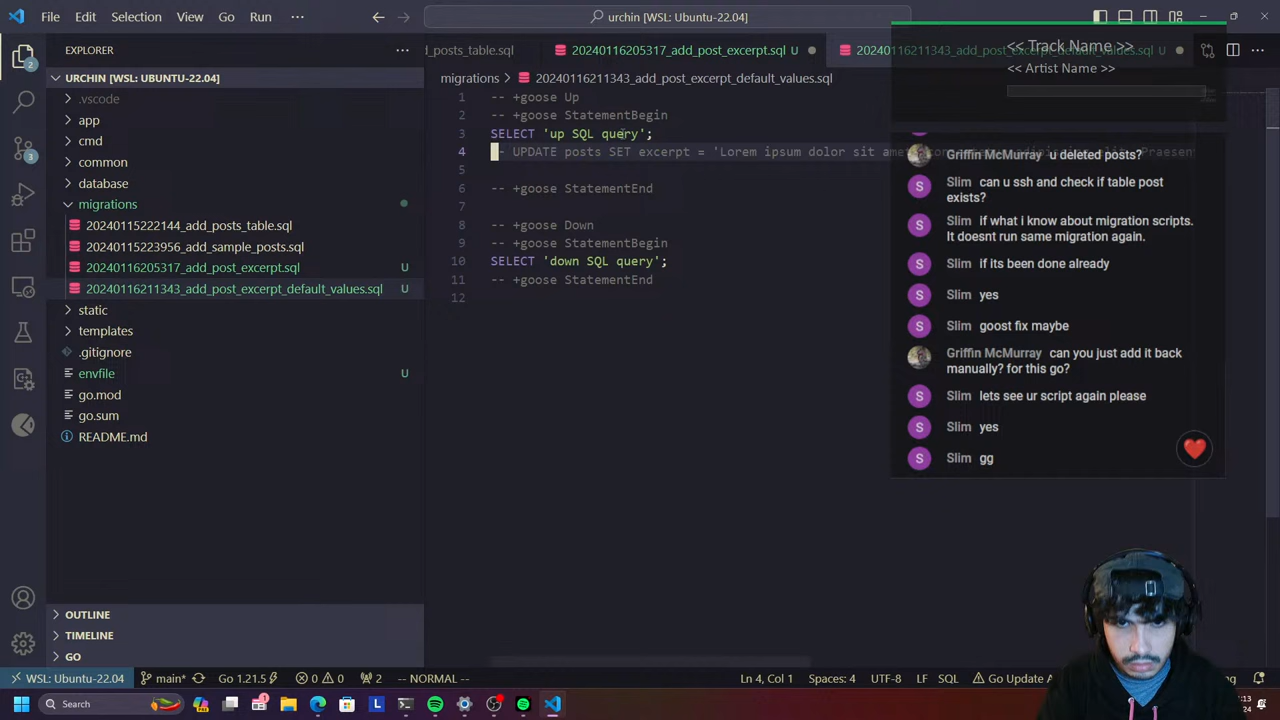 File Edit Selection View Go Run ··· urchin [WSL: Ubuntu-22.04]
EXPLORER
d_posts_table.sql 20240116205317_add_post_excerpt.sql U 20240116211343_add_post_excerpt_default_values.sql U
<< Track Name >>
<< Artist Name >>
URCHIN [WSL: UBUNTU-22.04]
migrations > 20240116211343_add_post_excerpt_default_values.sql
.vscode
app
cmd
common
database
migrations
20240115222144_add_posts_table.sql
20240115223956_add_sample_posts.sql
20240116205317_add_post_excerpt.sql U
20240116211343_add_post_excerpt_default_values.sql U
static
templates
.gitignore
envfile U
go.mod
go.sum
README.md
OUTLINE
TIMELINE
GO
1 -- +goose Up
2 -- +goose StatementBegin
3 SELECT 'up SQL query';
4 -- UPDATE posts SET excerpt = 'Lorem ipsum dolor sit amet
5
6 -- +goose StatementEnd
7
8 -- +goose Down
9 -- +goose StatementBegin
10 SELECT 'down SQL query';
11 -- +goose StatementEnd
12
Griffin McMurray u deleted posts?
Slim can u ssh and check if table post
exists?
Slim if what i know about migration scripts.
It doesnt run same migration again.
Slim if its been done already
Slim yes
Slim goost fix maybe
Griffin McMurray can you just add it back
manually? for this go?
Slim lets see ur script again please
Slim yes
Slim gg
WSL: Ubuntu-22.04 main* Go 1.21.5 0 0 2 -- NORMAL -- Ln 4, Col 1 Spaces: 4 UTF-8 LF SQL Go Update
Search